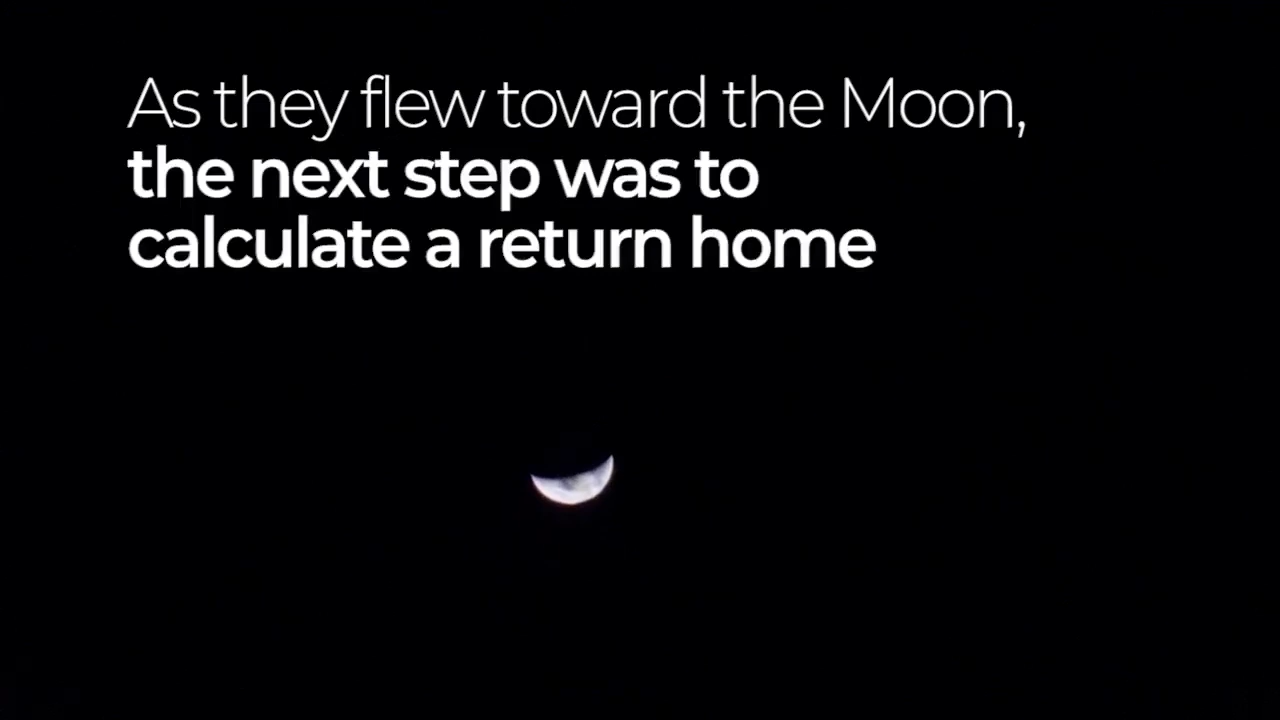 As they flew toward the Moon,
the next step was to
calculate a return home